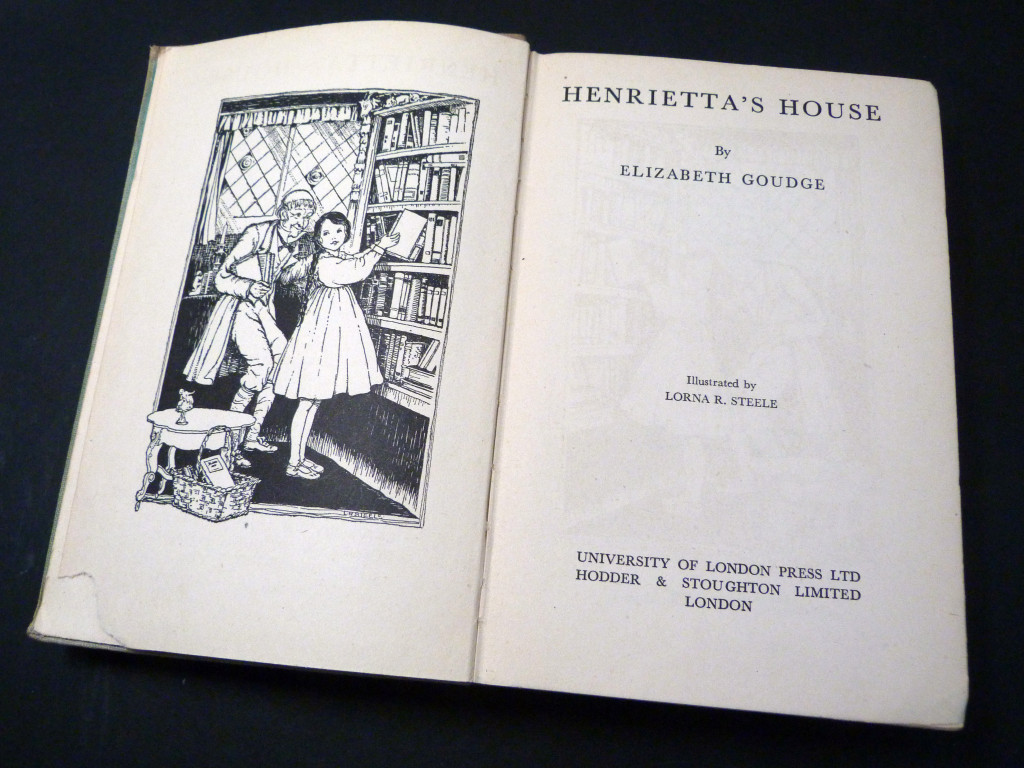 HENRIETTA'S HOUSE
By
ELIZABETH GOUDGE
Illustrated by
LORNA R. STEELE
UNIVERSITY OF LONDON PRESS LTD
HODDER & STOUGHTON LIMITED
LONDON